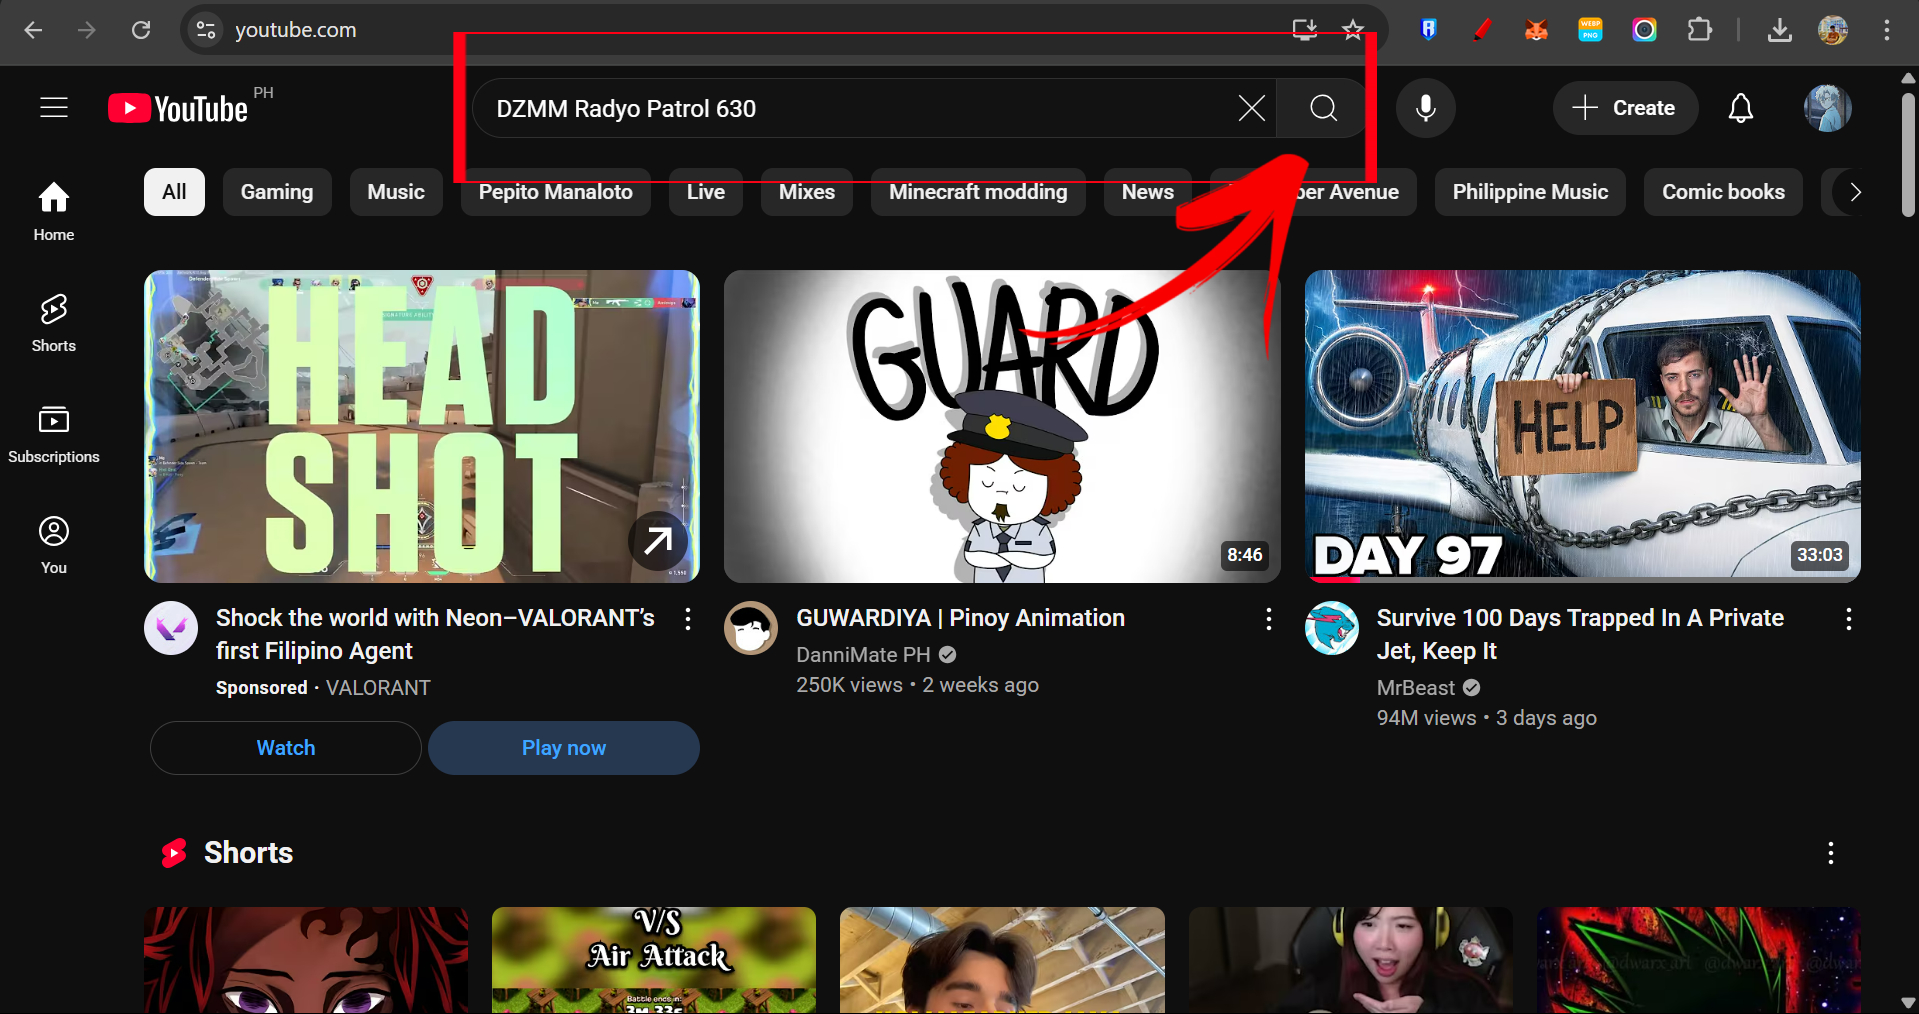 youtube.com
YouTube PH
DZMM Radyo Patrol 630
Create
All
Gaming
Music
Pepito Manaloto
Live
Mixes
Minecraft modding
News
Avenue
Philippine Music
Comic books
Home
Shorts
Subscriptions
You
HEAD
SHOT
GUARD
8:46
HELP
DAY 97
33:03
Shock the world with Neon–VALORANT’s
first Filipino Agent
Sponsored · VALORANT
Watch
Play now
GUWARDIYA | Pinoy Animation
DanniMate PH
250K views • 2 weeks ago
Survive 100 Days Trapped In A Private
Jet, Keep It
MrBeast
94M views • 3 days ago
Shorts
V/S
Air Attack
Battle ends in:
3M 33s
@dwarx_art